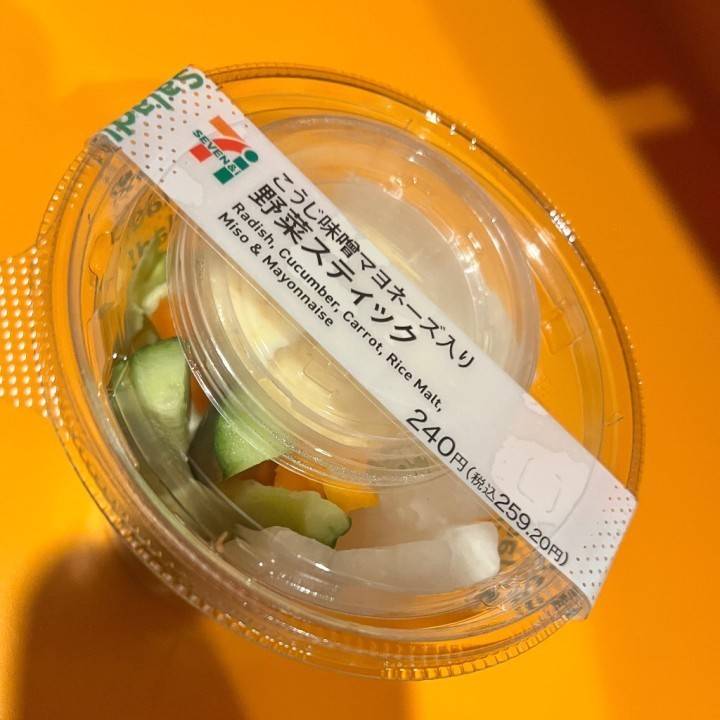 Salad
SEVEN&i
こうじ味噌マヨネーズ入り
野菜スティック
Radish, Cucumber, Carrot, Rice Malt,
Miso & Mayonnaise
240円(税込259.20円)